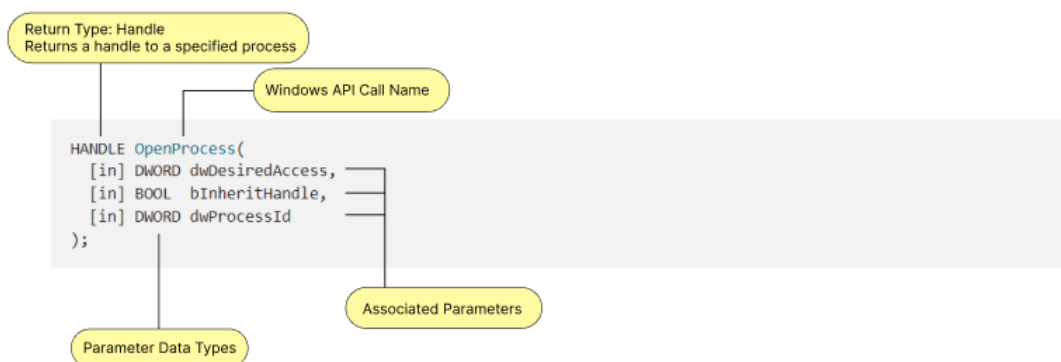 Return Type: Handle
Returns a handle to a specified process
Windows API Call Name
HANDLE OpenProcess(
  [in] DWORD dwDesiredAccess,
  [in] BOOL  bInheritHandle,
  [in] DWORD dwProcessId
);
Associated Parameters
Parameter Data Types